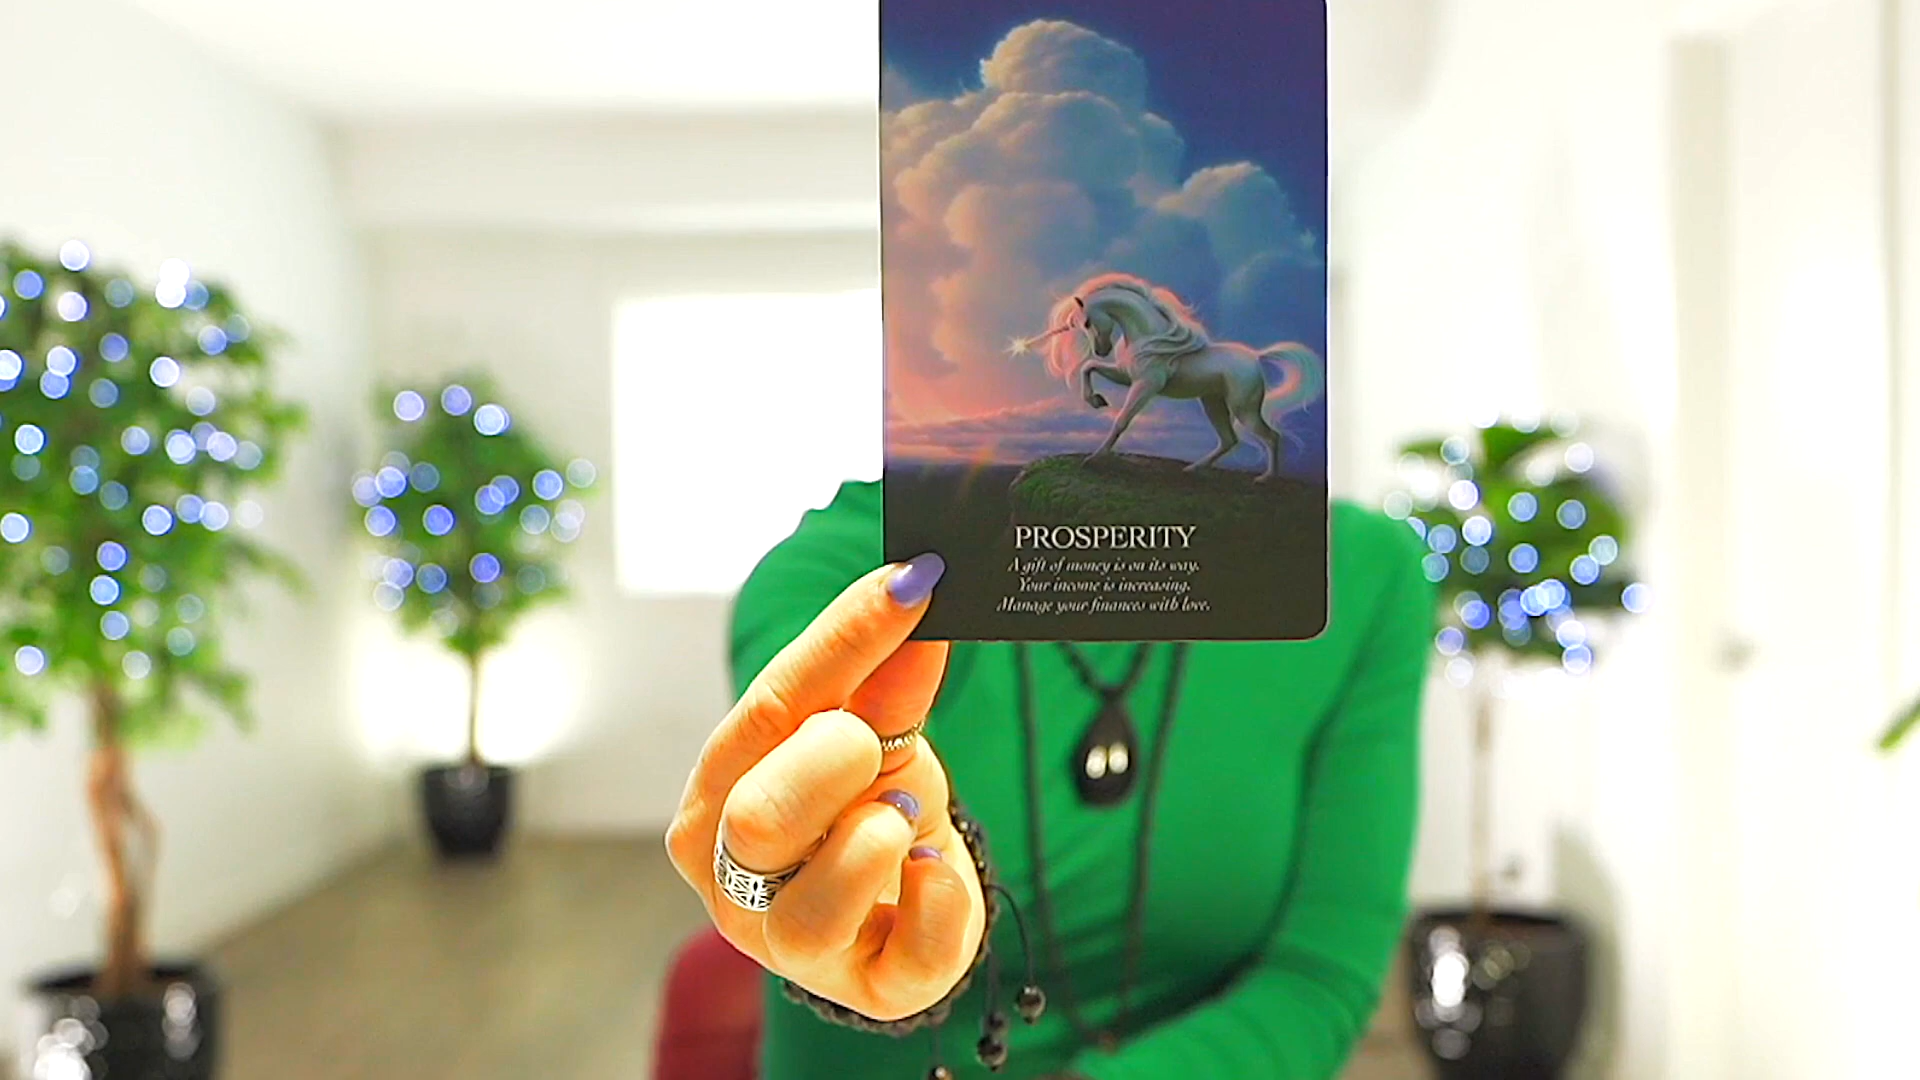 PROSPERITY
A gift of money is on its way.
Your income is increasing.
Manage your finances with love.